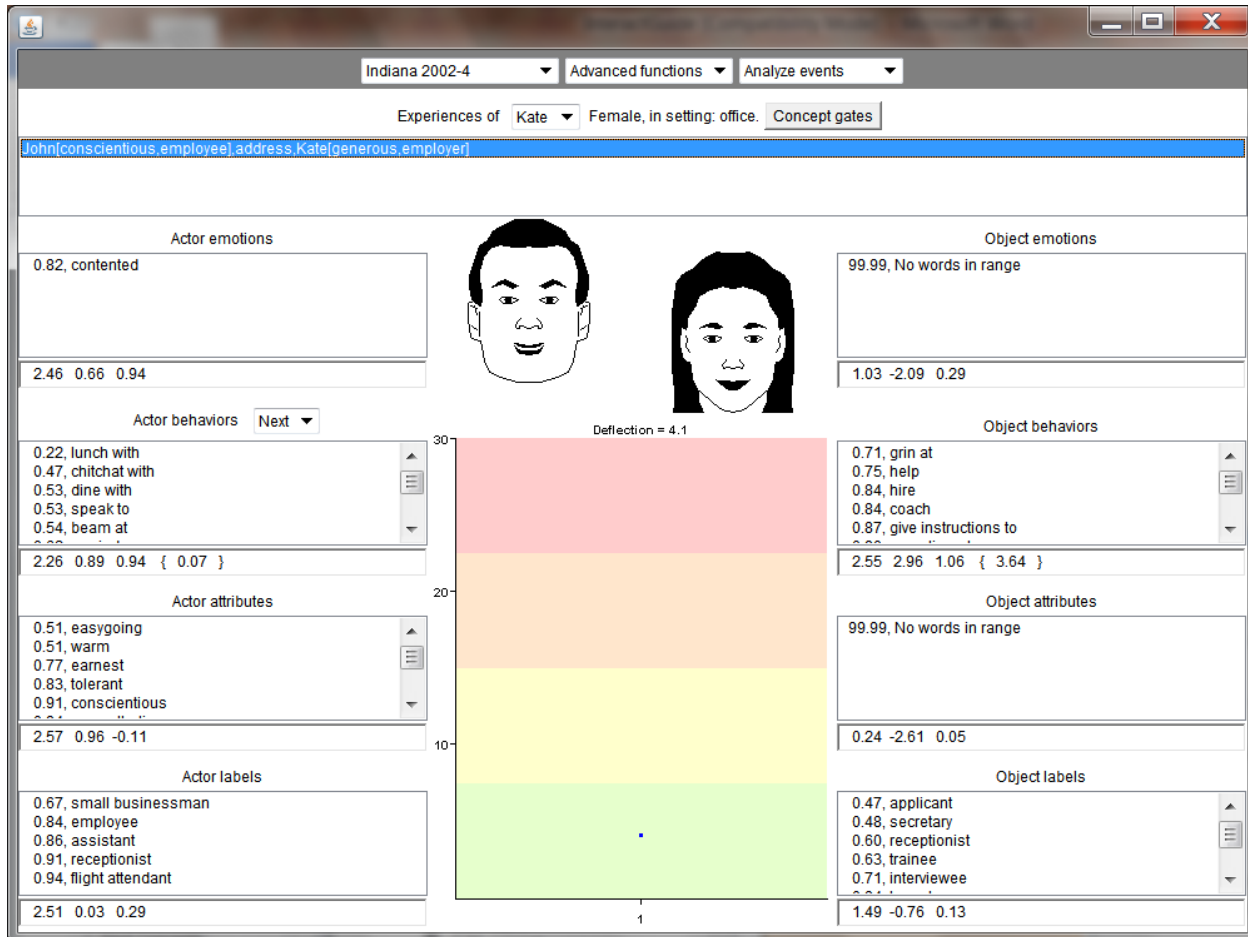 Indiana 2002-4 Advanced functions Analyze events
Experiences of Kate Female, in setting: office. Concept gates
John[conscientious,employee],address,Kate[generous,employer]
Actor emotions
0.82, contented
2.46 0.66 0.94
Actor behaviors Next
0.22, lunch with
0.47, chitchat with
0.53, dine with
0.53, speak to
0.54, beam at
2.26 0.89 0.94 { 0.07 }
Actor attributes
0.51, easygoing
0.51, warm
0.77, earnest
0.83, tolerant
0.91, conscientious
2.57 0.96 -0.11
Actor labels
0.67, small businessman
0.84, employee
0.86, assistant
0.91, receptionist
0.94, flight attendant
2.51 0.03 0.29
Deflection = 4.1
30
20
10
1
Object emotions
99.99, No words in range
1.03 -2.09 0.29
Object behaviors
0.71, grin at
0.75, help
0.84, hire
0.84, coach
0.87, give instructions to
2.55 2.96 1.06 { 3.64 }
Object attributes
99.99, No words in range
0.24 -2.61 0.05
Object labels
0.47, applicant
0.48, secretary
0.60, receptionist
0.63, trainee
0.71, interviewee
1.49 -0.76 0.13